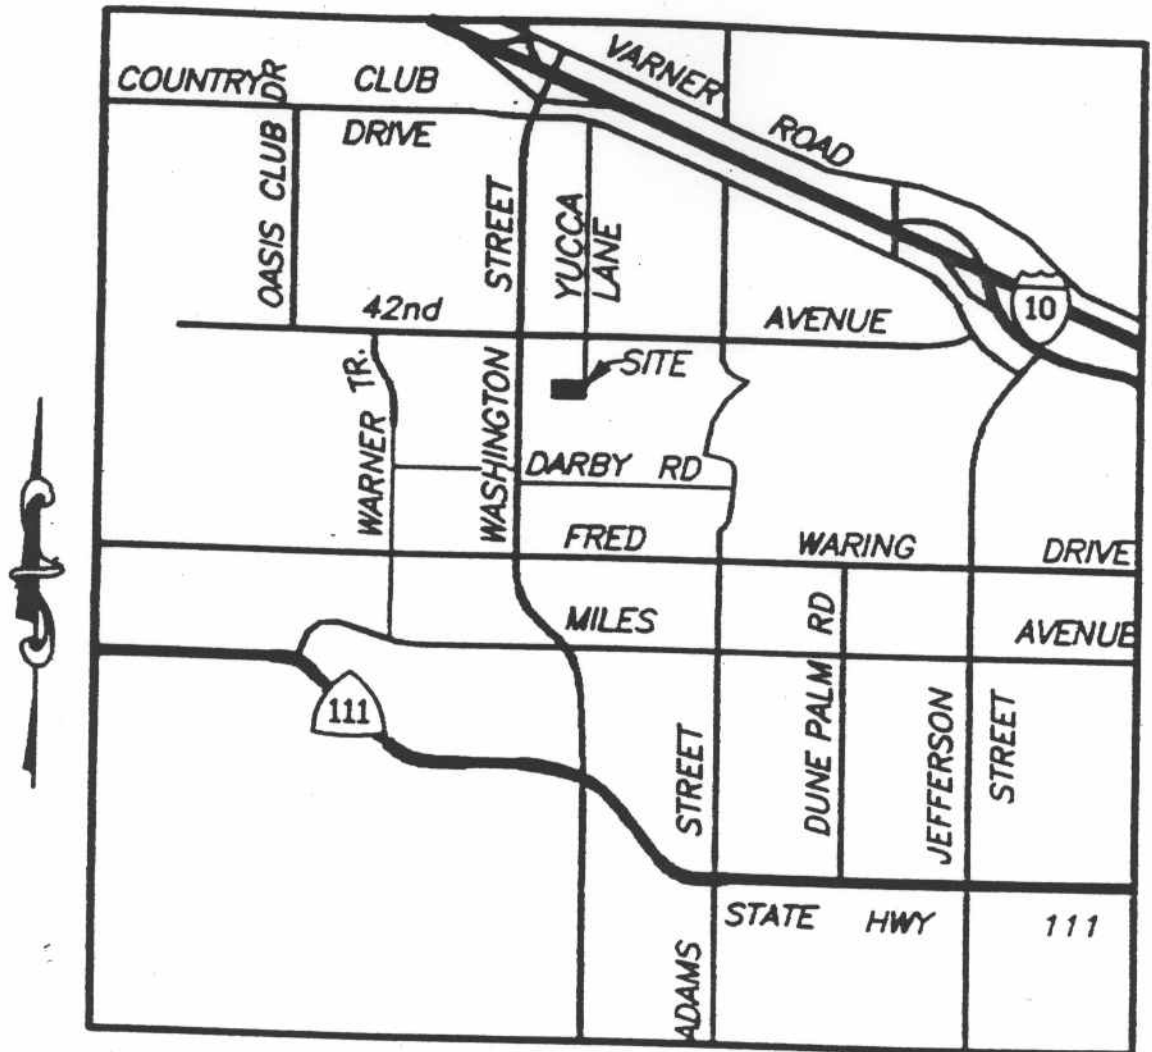 COUNTRY CLUB
DRIVE
VARNER
ROAD
OASIS CLUB DR
STREET
YUCCA
LANE
42nd
AVENUE
10
SITE
WARNER TR.
WASHINGTON
DARBY RD
FRED
WARING
DRIVE
MILES
AVENUE
111
DUNE PALM RD
JEFFERSON
STREET
STREET
STATE HWY 111
ADAMS